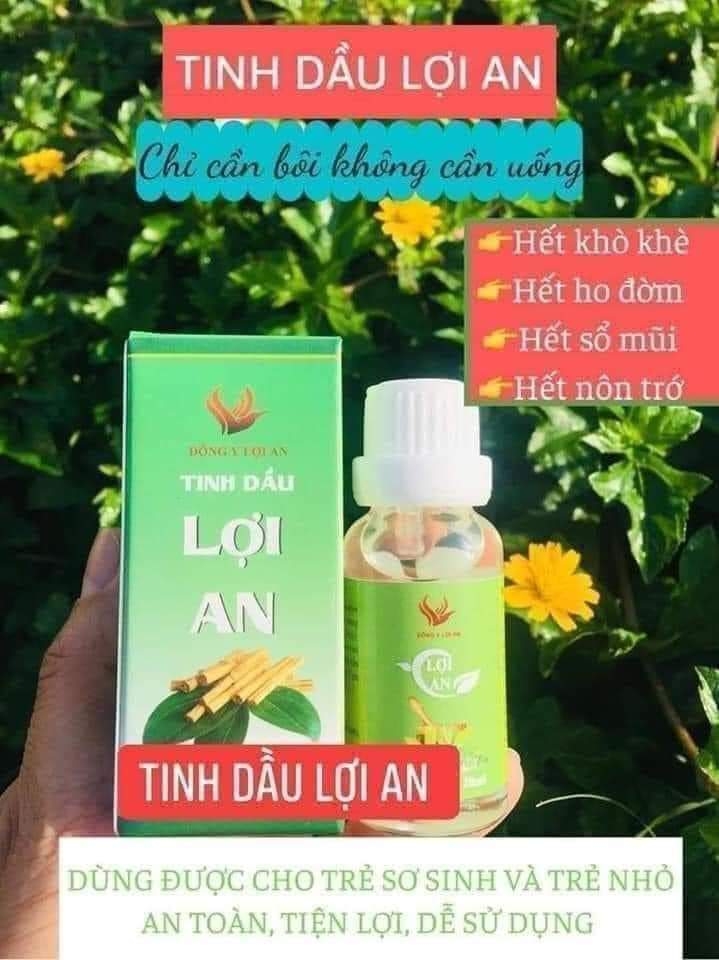 TINH DẦU LỢI AN
Chỉ cần bôi không cần uống
👉Hết khò khè
👉Hết ho đờm
👉Hết sổ mũi
👉Hết nôn trớ
ĐÔNG Y LỢI AN
TINH DẦU
LỢI
AN
ĐÔNG Y LỢI AN
LỢI
AN
TINH DẦU LỢI AN
DÙNG ĐƯỢC CHO TRẺ SƠ SINH VÀ TRẺ NHỎ
AN TOÀN, TIỆN LỢI, DỄ SỬ DỤNG